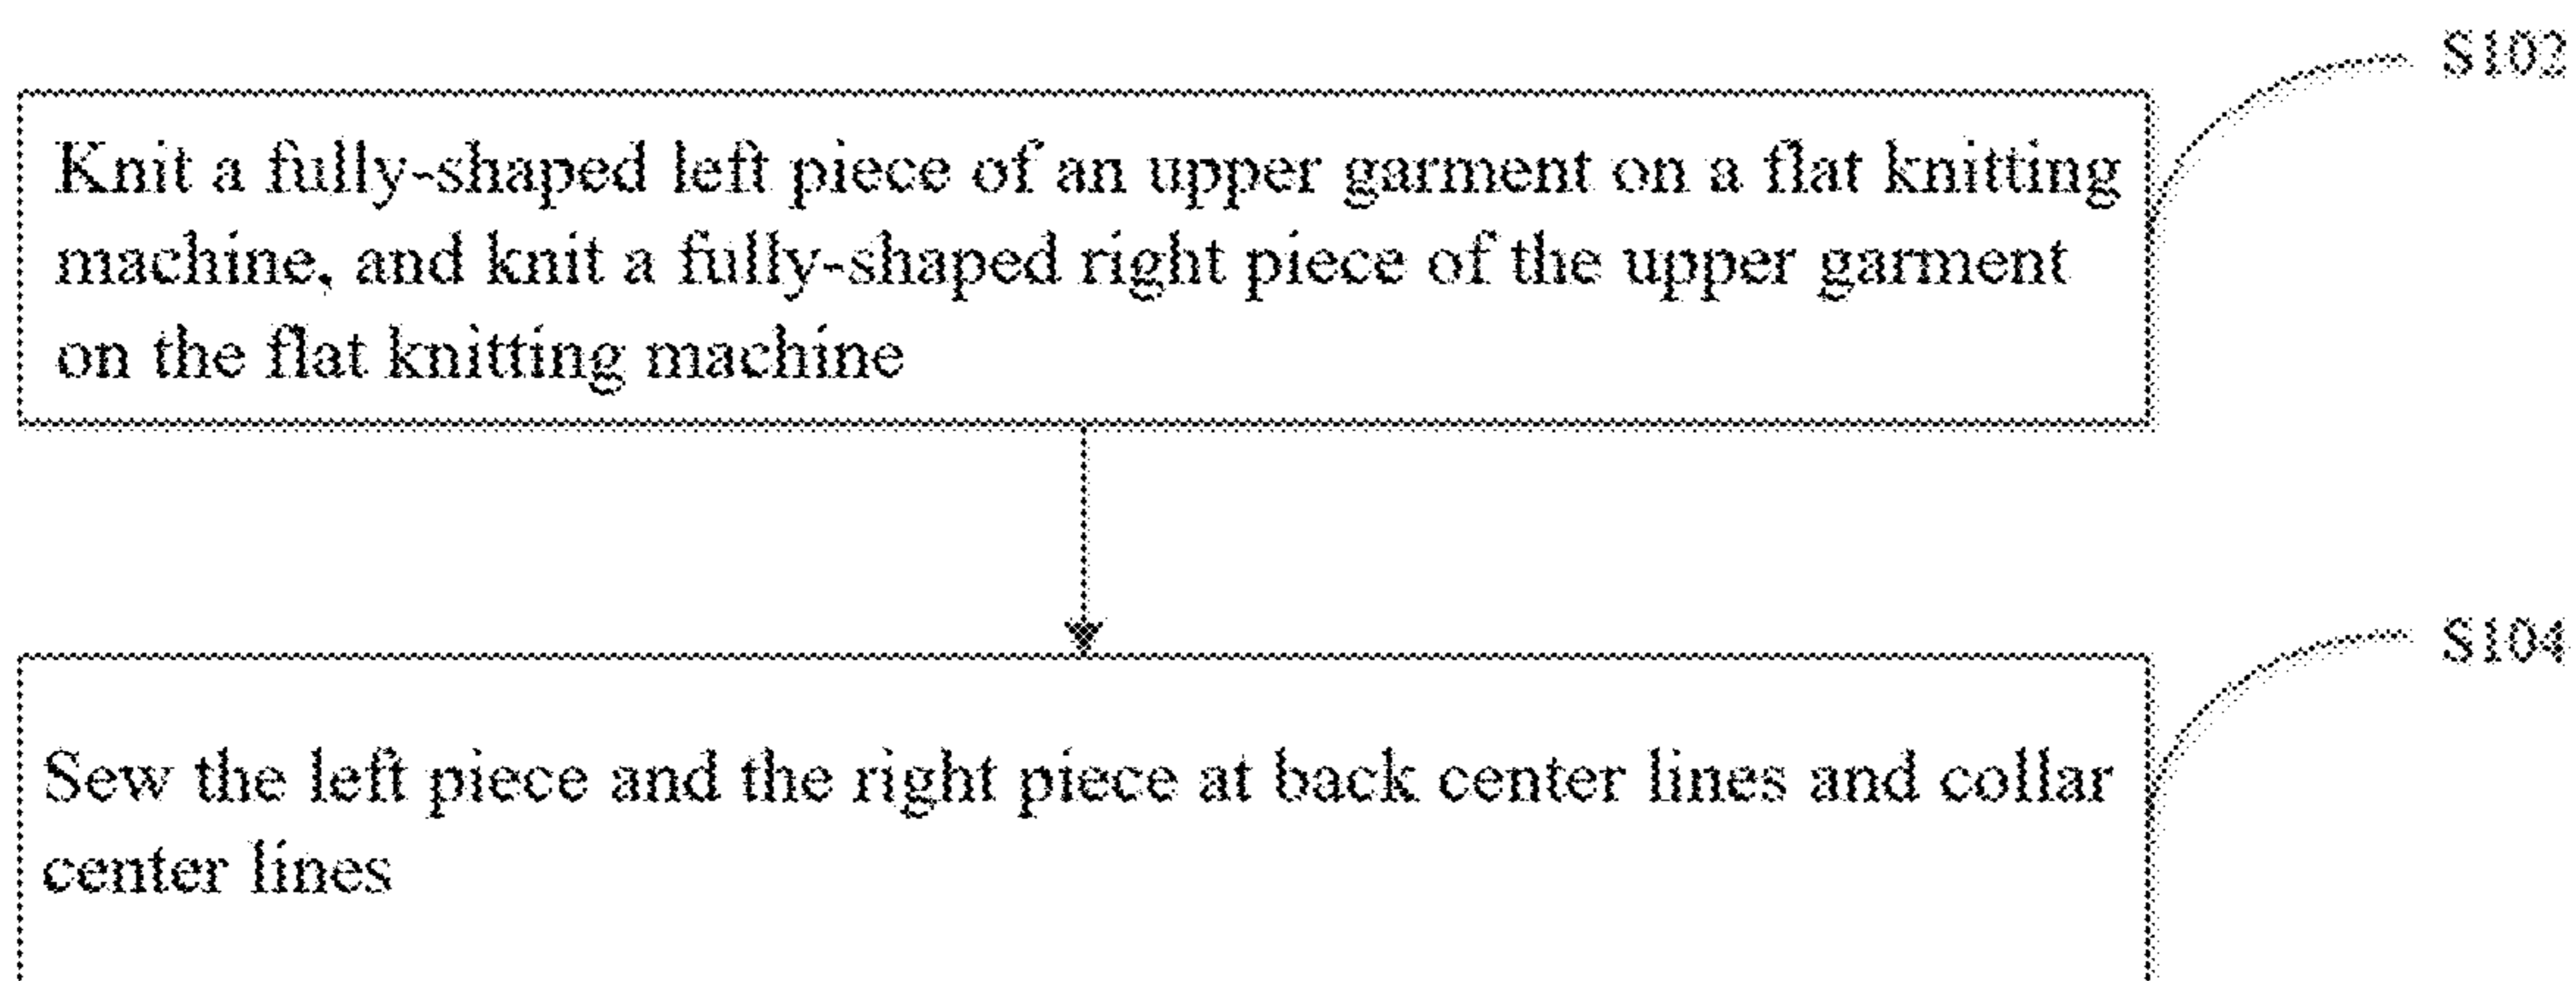 S102
Knit a fully-shaped left piece of an upper garment on a flat knitting
machine, and knit a fully-shaped right piece of the upper garment
on the flat knitting machine
S104
Sew the left piece and the right piece at back center lines and collar
center lines